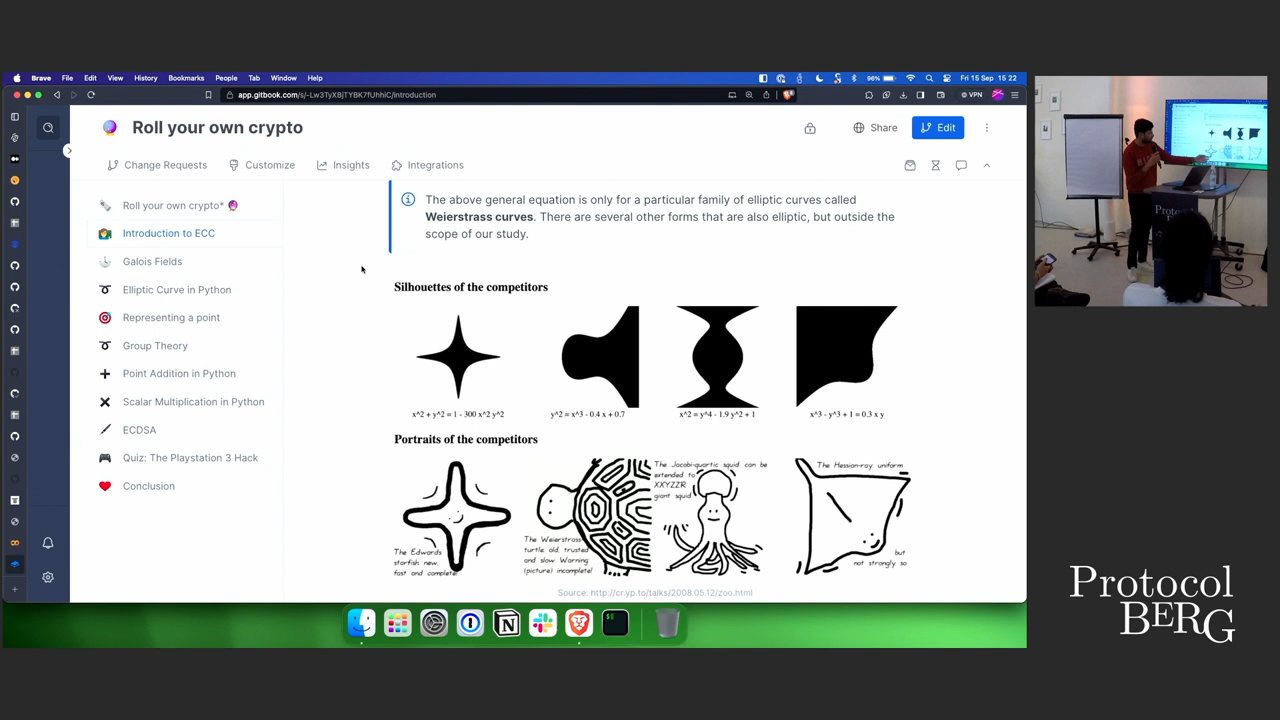 Brave File Edit View History Bookmarks People Tab Window Help
96% Fri 15 Sep 15 22
app.gitbook.com/s/-Lw3TyXBjTYBK7fUhhiC/introduction
VPN
Roll your own crypto
Share
Edit
Change Requests
Customize
Insights
Integrations
Roll your own crypto*
Introduction to ECC
Galois Fields
Elliptic Curve in Python
Representing a point
Group Theory
Point Addition in Python
Scalar Multiplication in Python
ECDSA
Quiz: The Playstation 3 Hack
Conclusion
The above general equation is only for a particular family of elliptic curves called
Weierstrass curves. There are several other forms that are also elliptic, but outside the
scope of our study.
Silhouettes of the competitors
x^2 + y^2 = 1 - 300 x^2 y^2
y^2 = x^3 - 0.4 x + 0.7
x^2 = y^4 - 1.9 y^2 + 1
x^3 - y^3 + 1 = 0.3 x y
Portraits of the competitors
The Edwards
starfish new,
fast and complete!
The Weierstrass
turtle old, trusted
and slow Warning
(picture) incomplete!
The Jacobi-quartic squid can be
extended to
XXYZZR
giant squid.
The Hessian-ray uniform
but
not strongly so
Source: http://cr.yp.to/talks/2008.05.12/zoo.html
Protocol
Protocol
BERG